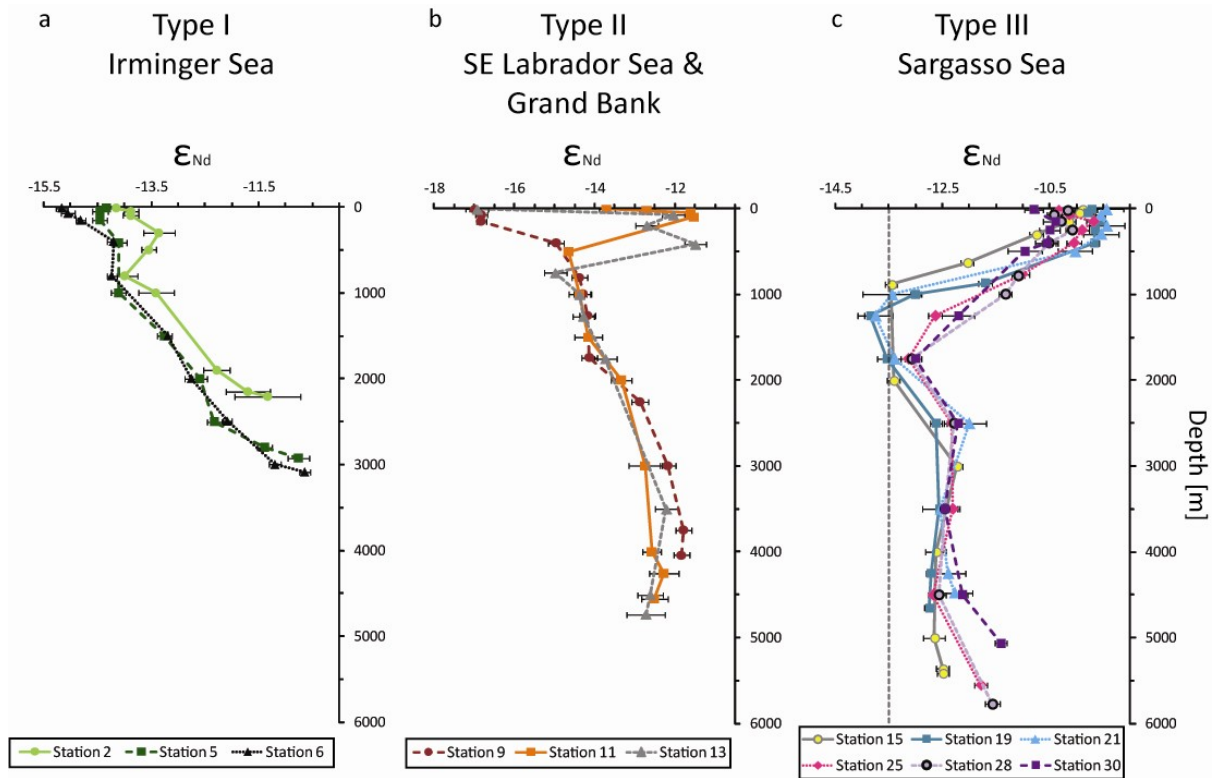 a
Type I
Irminger Sea
εNd
-15.5 -13.5 -11.5
0
1000
2000
3000
4000
5000
6000
Station 2 Station 5 Station 6
b
Type II
SE Labrador Sea &
Grand Bank
εNd
-18 -16 -14 -12
0
1000
2000
3000
4000
5000
6000
Station 9 Station 11 Station 13
c
Type III
Sargasso Sea
εNd
-14.5 -12.5 -10.5
0
1000
2000
3000
4000
5000
6000
Depth [m]
Station 15 Station 19 Station 21
Station 25 Station 28 Station 30